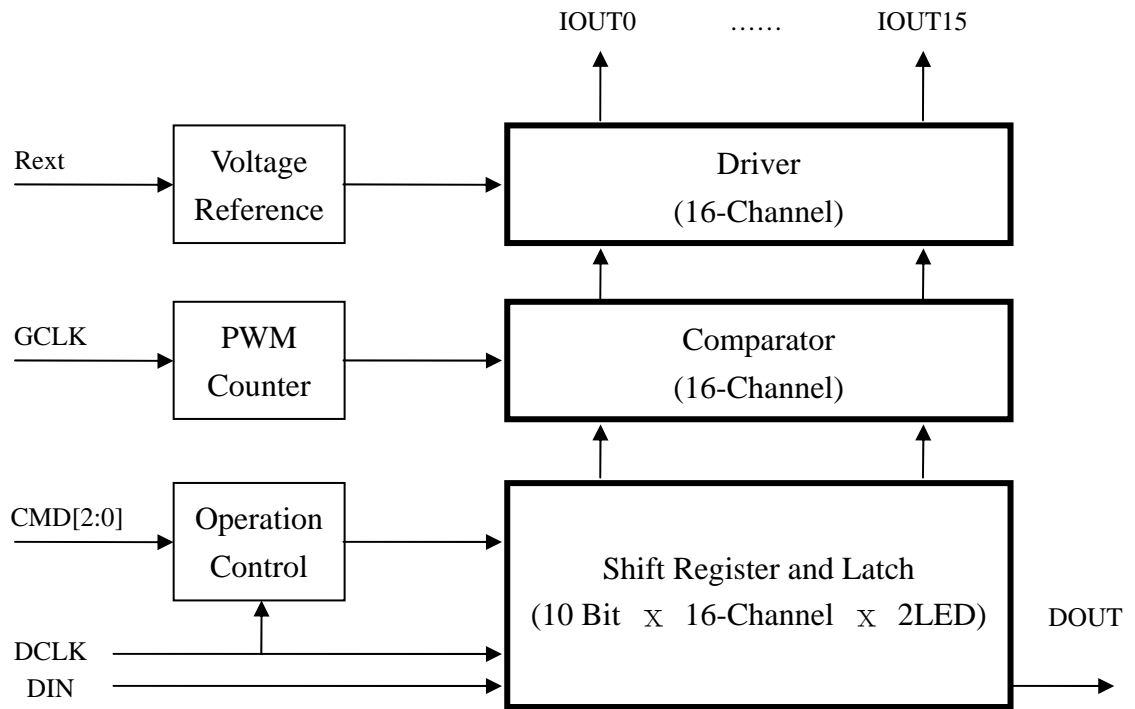 IOUT0 …… IOUT15
Rext
Voltage
Reference
Driver
(16-Channel)
GCLK
PWM
Counter
Comparator
(16-Channel)
CMD[2:0]
Operation
Control
Shift Register and Latch
(10 Bit x 16-Channel x 2LED)
DOUT
DCLK
DIN